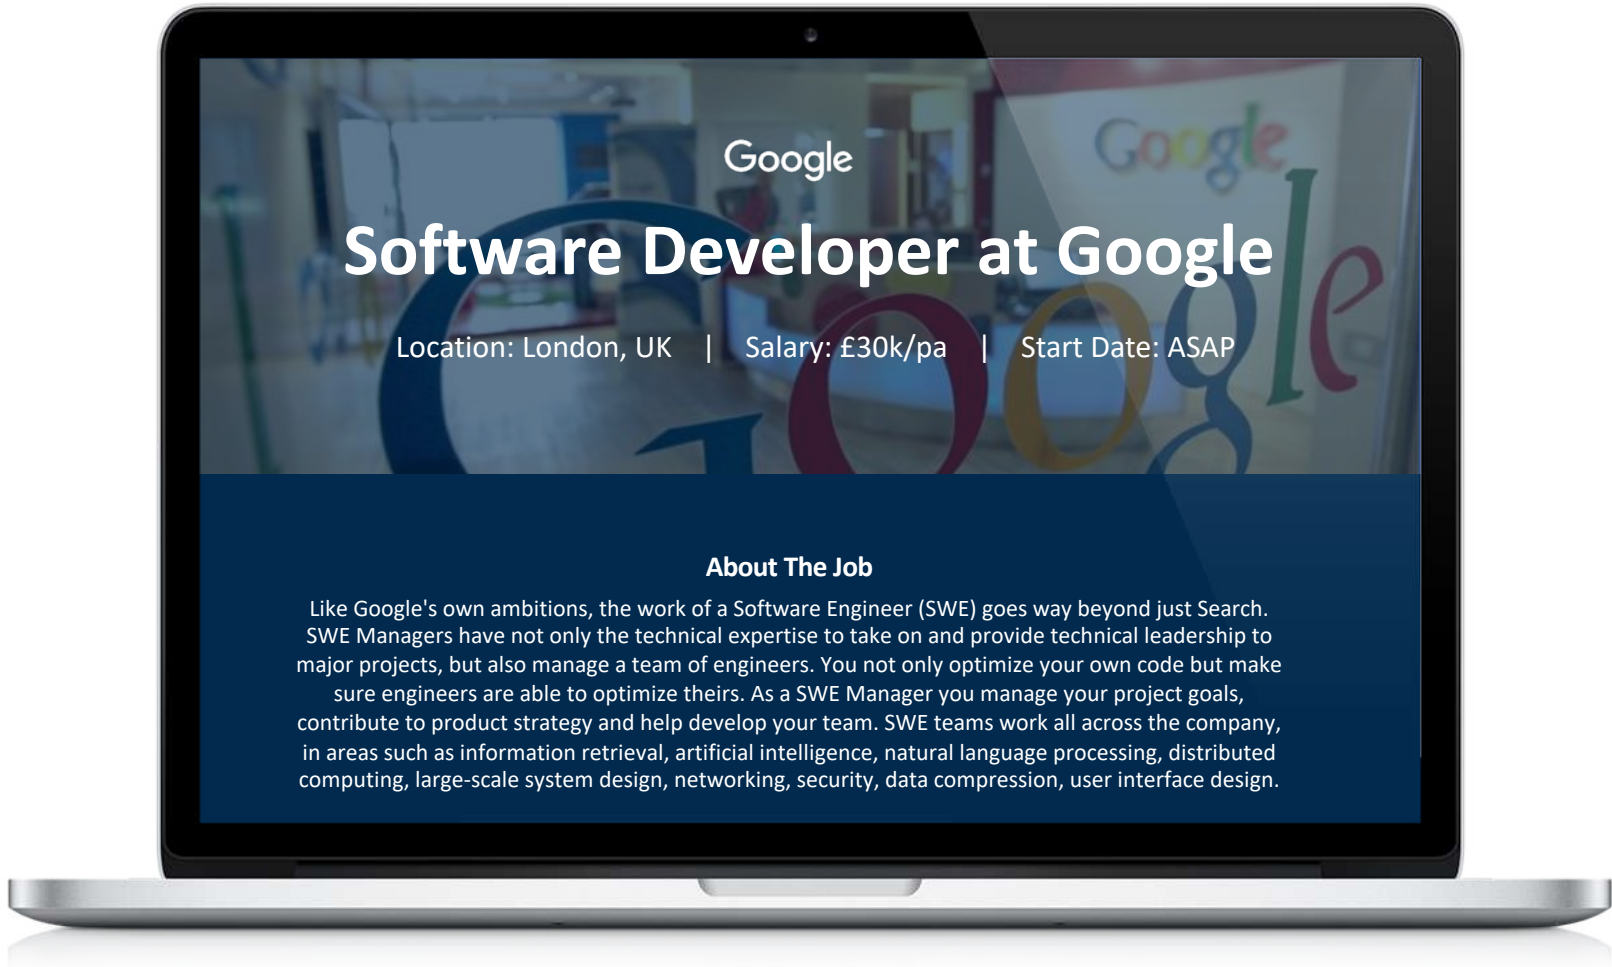 Google
Google
Software Developer at Google
Google
Location: London, UK | Salary: £30k/pa | Start Date: ASAP
About The Job
Like Google's own ambitions, the work of a Software Engineer (SWE) goes way beyond just Search.
SWE Managers have not only the technical expertise to take on and provide technical leadership to
major projects, but also manage a team of engineers. You not only optimize your own code but make
sure engineers are able to optimize theirs. As a SWE Manager you manage your project goals,
contribute to product strategy and help develop your team. SWE teams work all across the company,
in areas such as information retrieval, artificial intelligence, natural language processing, distributed
computing, large-scale system design, networking, security, data compression, user interface design.